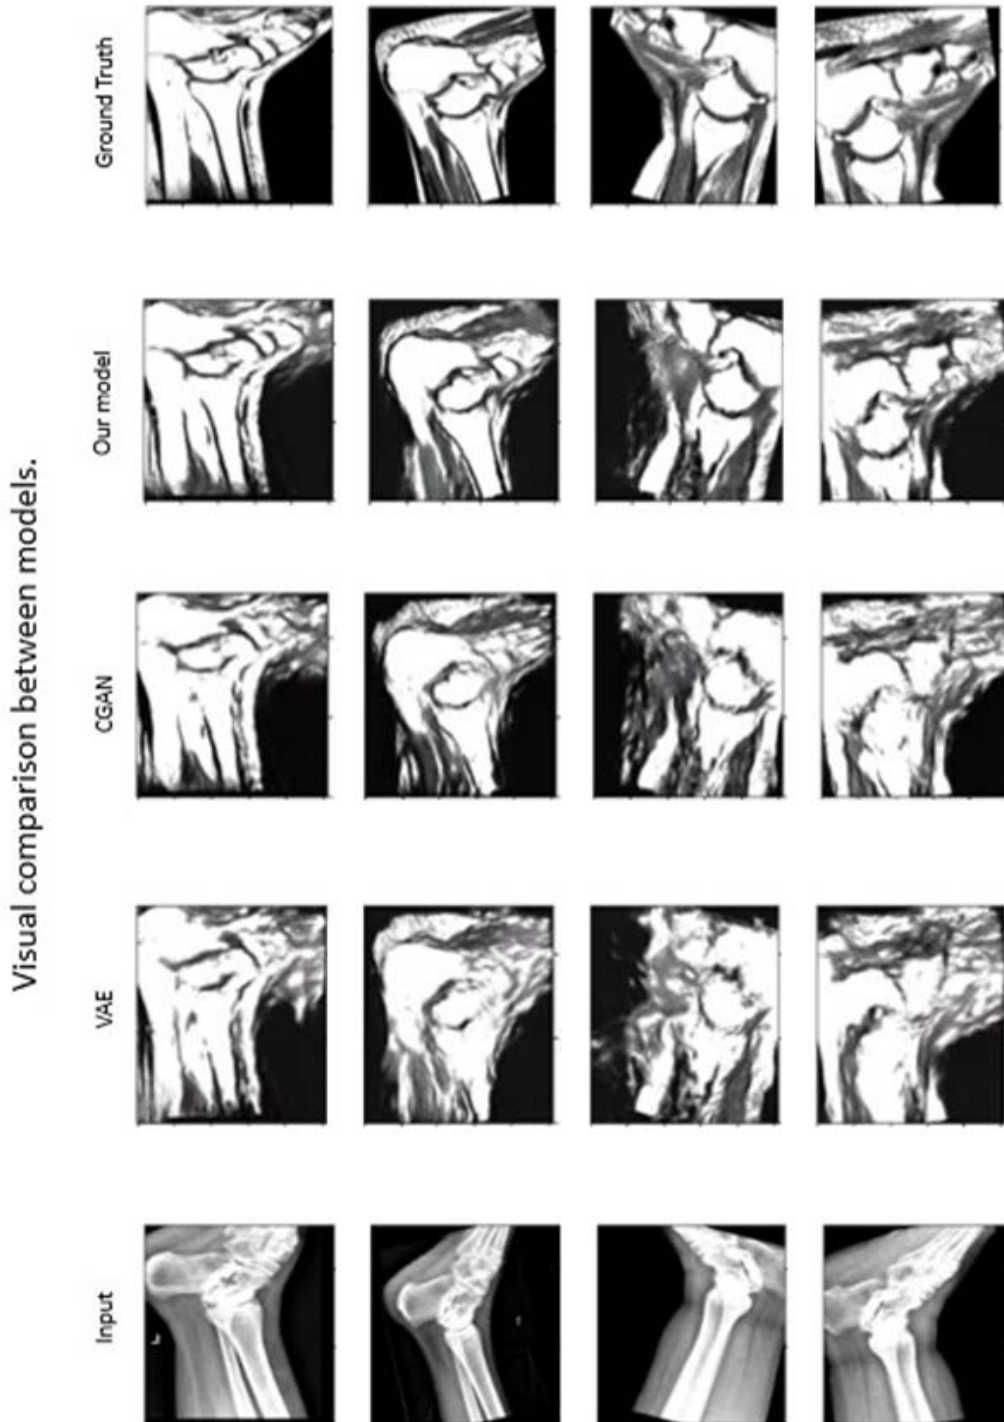 Visual comparison between models.
Input
VAE
CGAN
Our model
Ground Truth